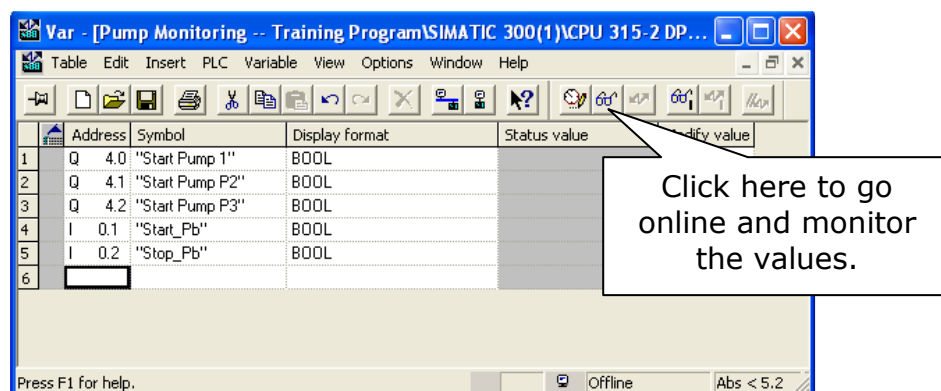 Var - [Pump Monitoring -- Training Program\SIMATIC 300(1)\CPU 315-2 DP...
Table Edit Insert PLC Variable View Options Window Help
Address Symbol Display format Status value
1 Q 4.0 "Start Pump 1" BOOL
2 Q 4.1 "Start Pump P2" BOOL
3 Q 4.2 "Start Pump P3" BOOL
4 I 0.1 "Start_Pb" BOOL
5 I 0.2 "Stop_Pb" BOOL
6
Click here to go
online and monitor
the values.
Press F1 for help. Offline Abs < 5.2